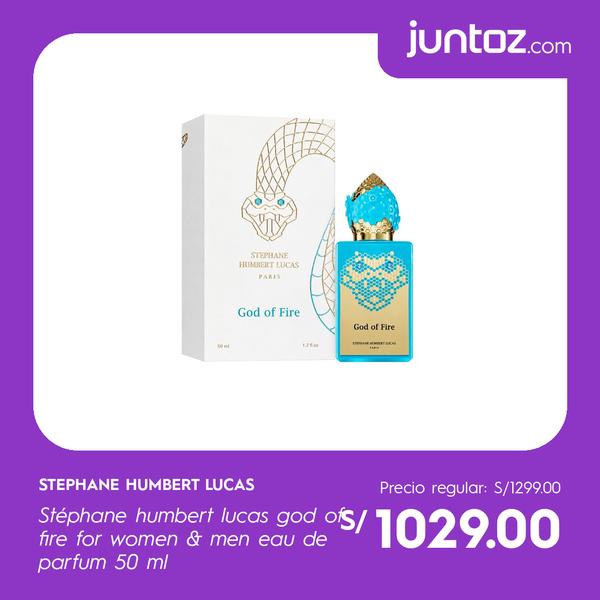 juntoz.com
STEPHANE
HUMBERT LUCAS
PARIS
God of Fire
50 ml
1.7 fl.oz
God of Fire
STEPHANE HUMBERT LUCAS
PARIS
STEPHANE HUMBERT LUCAS
Stéphane humbert lucas god of
fire for women & men eau de
parfum 50 ml
Precio regular: S/1299.00
S/ 1029.00